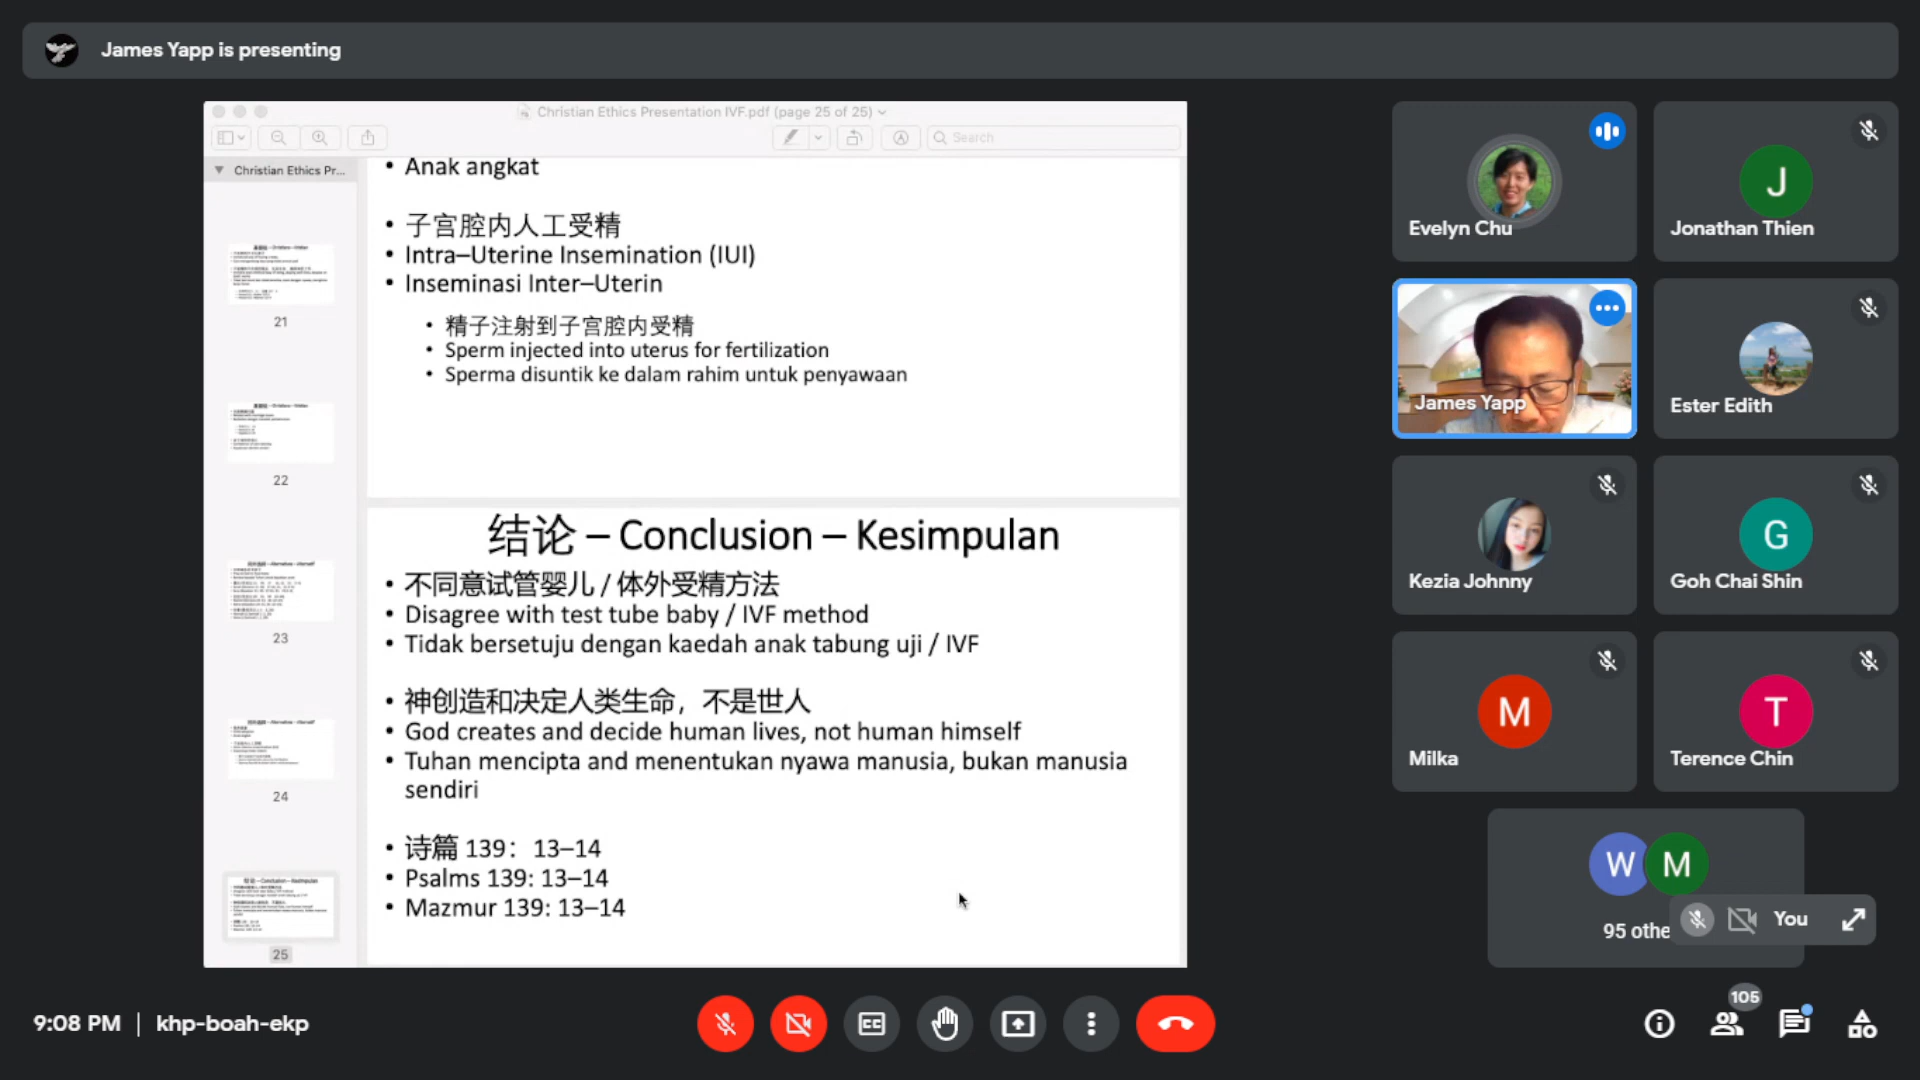 James Yapp is presenting
Christian Ethics Presentation IVF.pdf (page 25 of 25)
Search
Christian Ethics Pr...
21
22
23
24
25
• Anak angkat
• 子宫腔内人工受精
• Intra–Uterine Insemination (IUI)
• Inseminasi Inter–Uterin
• 精子注射到子宫腔内受精
• Sperm injected into uterus for fertilization
• Sperma disuntik ke dalam rahim untuk penyawaan
结论 – Conclusion – Kesimpulan
• 不同意试管婴儿 / 体外受精方法
• Disagree with test tube baby / IVF method
• Tidak bersetuju dengan kaedah anak tabung uji / IVF
• 神创造和决定人类生命，不是世人
• God creates and decide human lives, not human himself
• Tuhan mencipta and menentukan nyawa manusia, bukan manusia
sendiri
• 诗篇 139：13–14
• Psalms 139: 13–14
• Mazmur 139: 13–14
Evelyn Chu
J
Jonathan Thien
James Yapp
Ester Edith
Kezia Johnny
G
Goh Chai Shin
M
Milka
T
Terence Chin
W M
95 othe
You
9:08 PM | khp-boah-ekp
CC
105